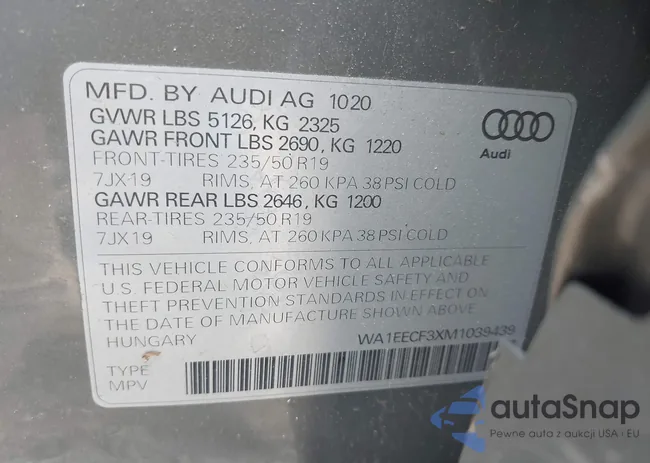 MFD. BY AUDI AG 1020
GVWR LBS 5126, KG 2325
GAWR FRONT LBS 2690, KG 1220
FRONT-TIRES 235/50 R19
7JX19 RIMS, AT 260 KPA 38 PSI COLD
GAWR REAR LBS 2646, KG 1200
REAR-TIRES 235/50 R19
7JX19 RIMS, AT 260 KPA 38 PSI COLD
Audi
THIS VEHICLE CONFORMS TO ALL APPLICABLE
U.S. FEDERAL MOTOR VEHICLE SAFETY AND
THEFT PREVENTION STANDARDS IN EFFECT ON
THE DATE OF MANUFACTURE SHOWN ABOVE.
HUNGARY WA1EECF3XM1039439
TYPE
MPV
autaSnap
Pewne auta z aukcji USA i EU